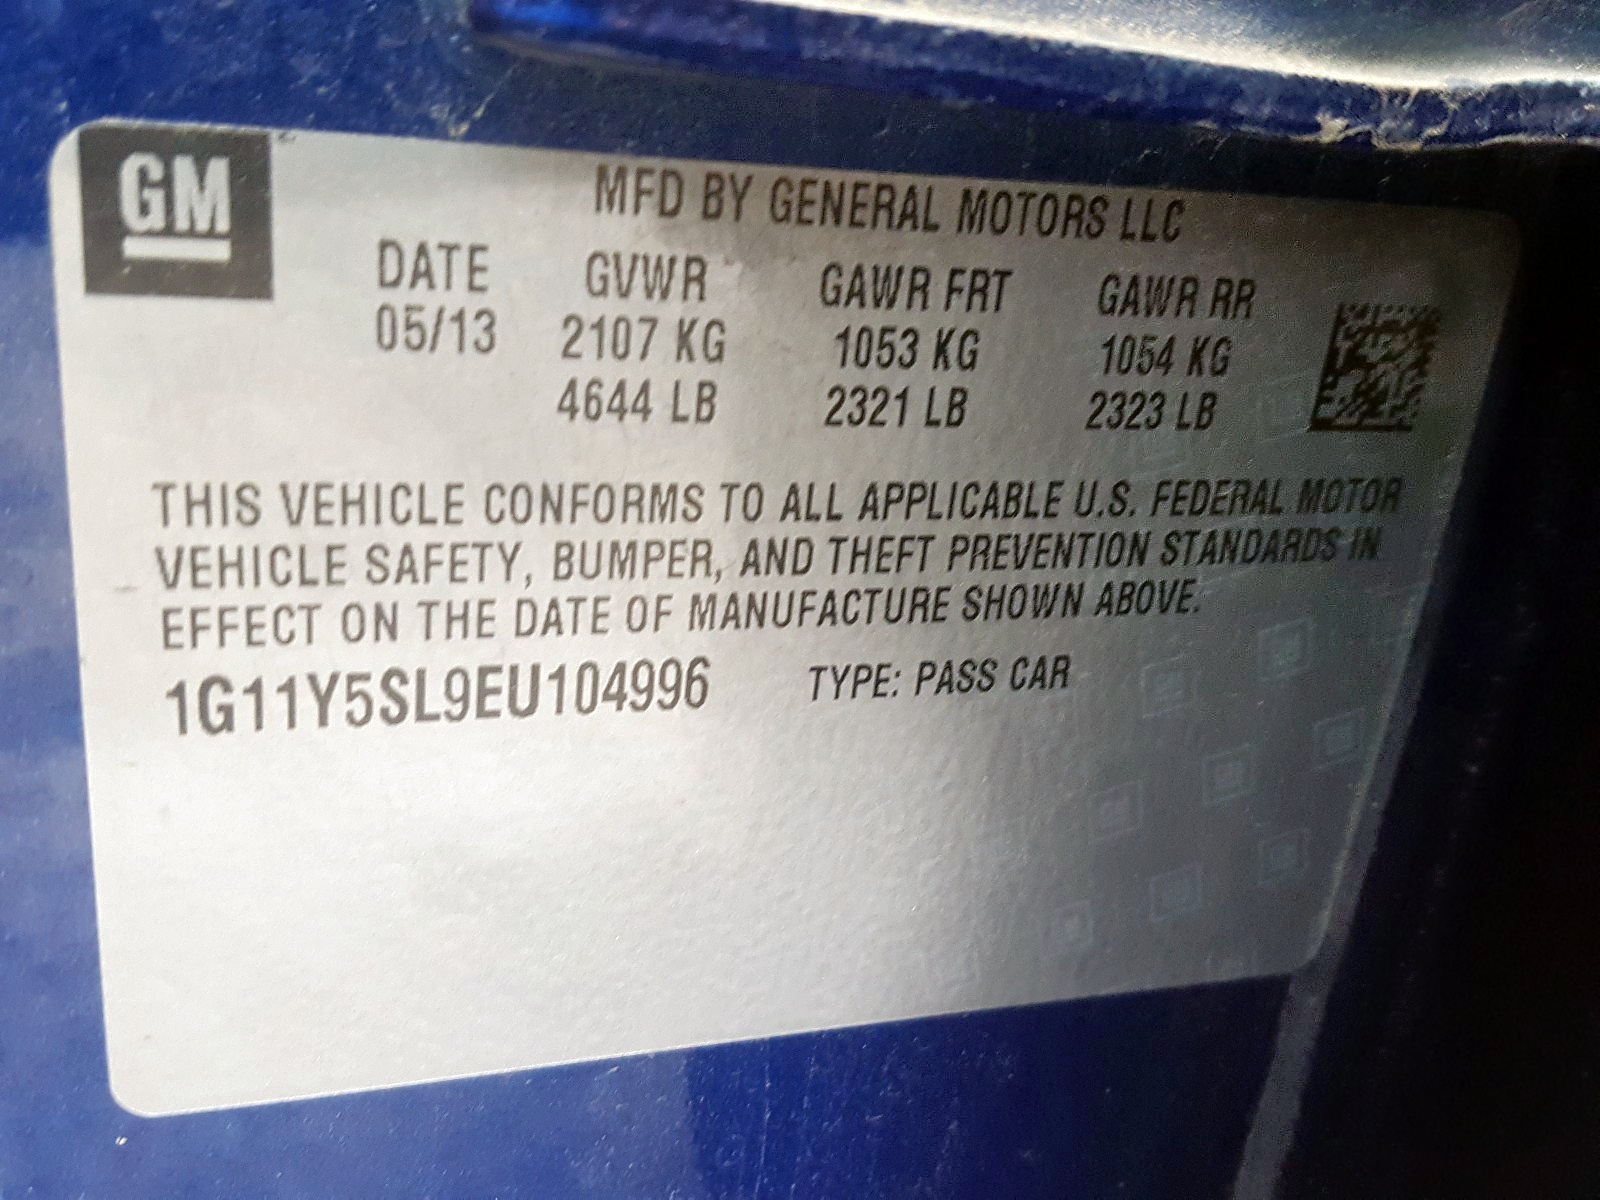 GM
MFD BY GENERAL MOTORS LLC
DATE GVWR GAWR FRT GAWR RR
05/13 2107 KG 1053 KG 1054 KG
4644 LB 2321 LB 2323 LB
THIS VEHICLE CONFORMS TO ALL APPLICABLE U.S. FEDERAL MOTOR
VEHICLE SAFETY, BUMPER, AND THEFT PREVENTION STANDARDS IN
EFFECT ON THE DATE OF MANUFACTURE SHOWN ABOVE.
1G11Y5SL9EU104996 TYPE: PASS CAR